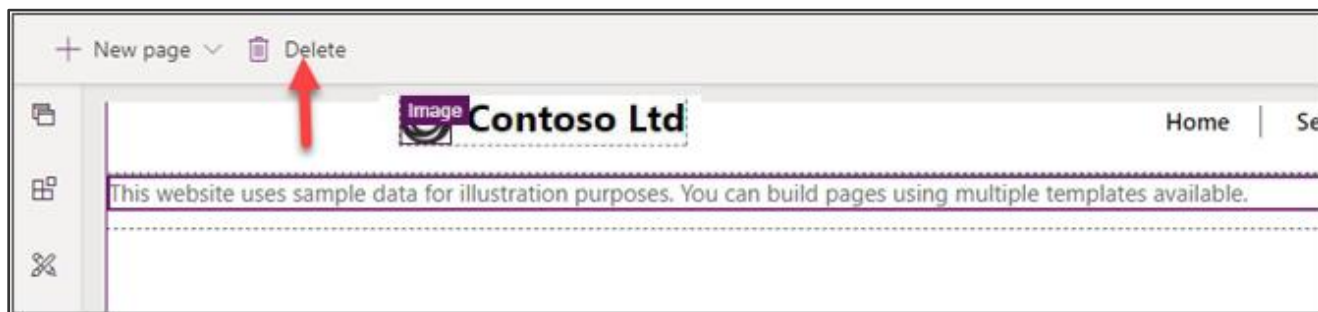 New page Delete
Image Contoso Ltd
Home | Se
This website uses sample data for illustration purposes. You can build pages using multiple templates available.